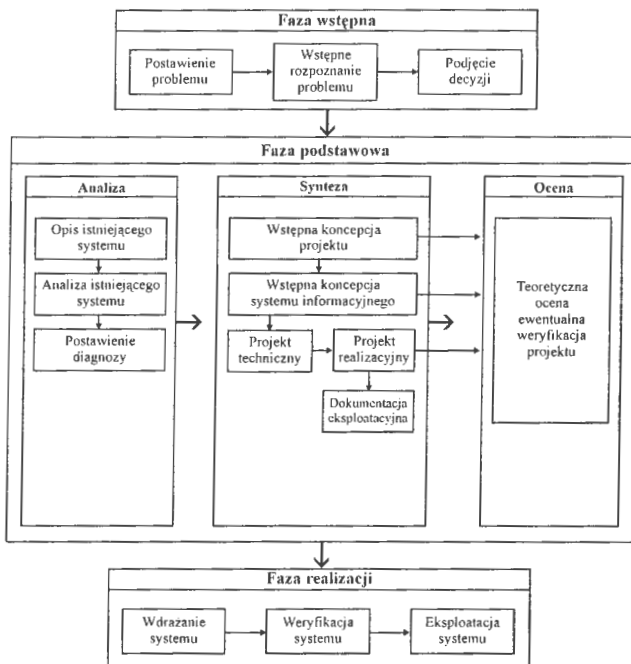 Faza wstępna
Postawienie
problemu
Wstępne
rozpoznanie
problemu
Podjęcie
decyzji
Faza podstawowa
Analiza
Opis istniejącego
systemu
Analiza istniejącego
systemu
Postawienie
diagnozy
Synteza
Wstępna koncepcja
projektu
Wstępna koncepcja
systemu informacyjnego
Projekt
techniczny
Projekt
realizacyjny
Dokumentacja
eksploatacyjna
Ocena
Teoretyczna
ocena
ewentualna
weryfikacja
projektu
Faza realizacji
Wdrażanie
systemu
Weryfikacja
systemu
Eksploatacja
systemu